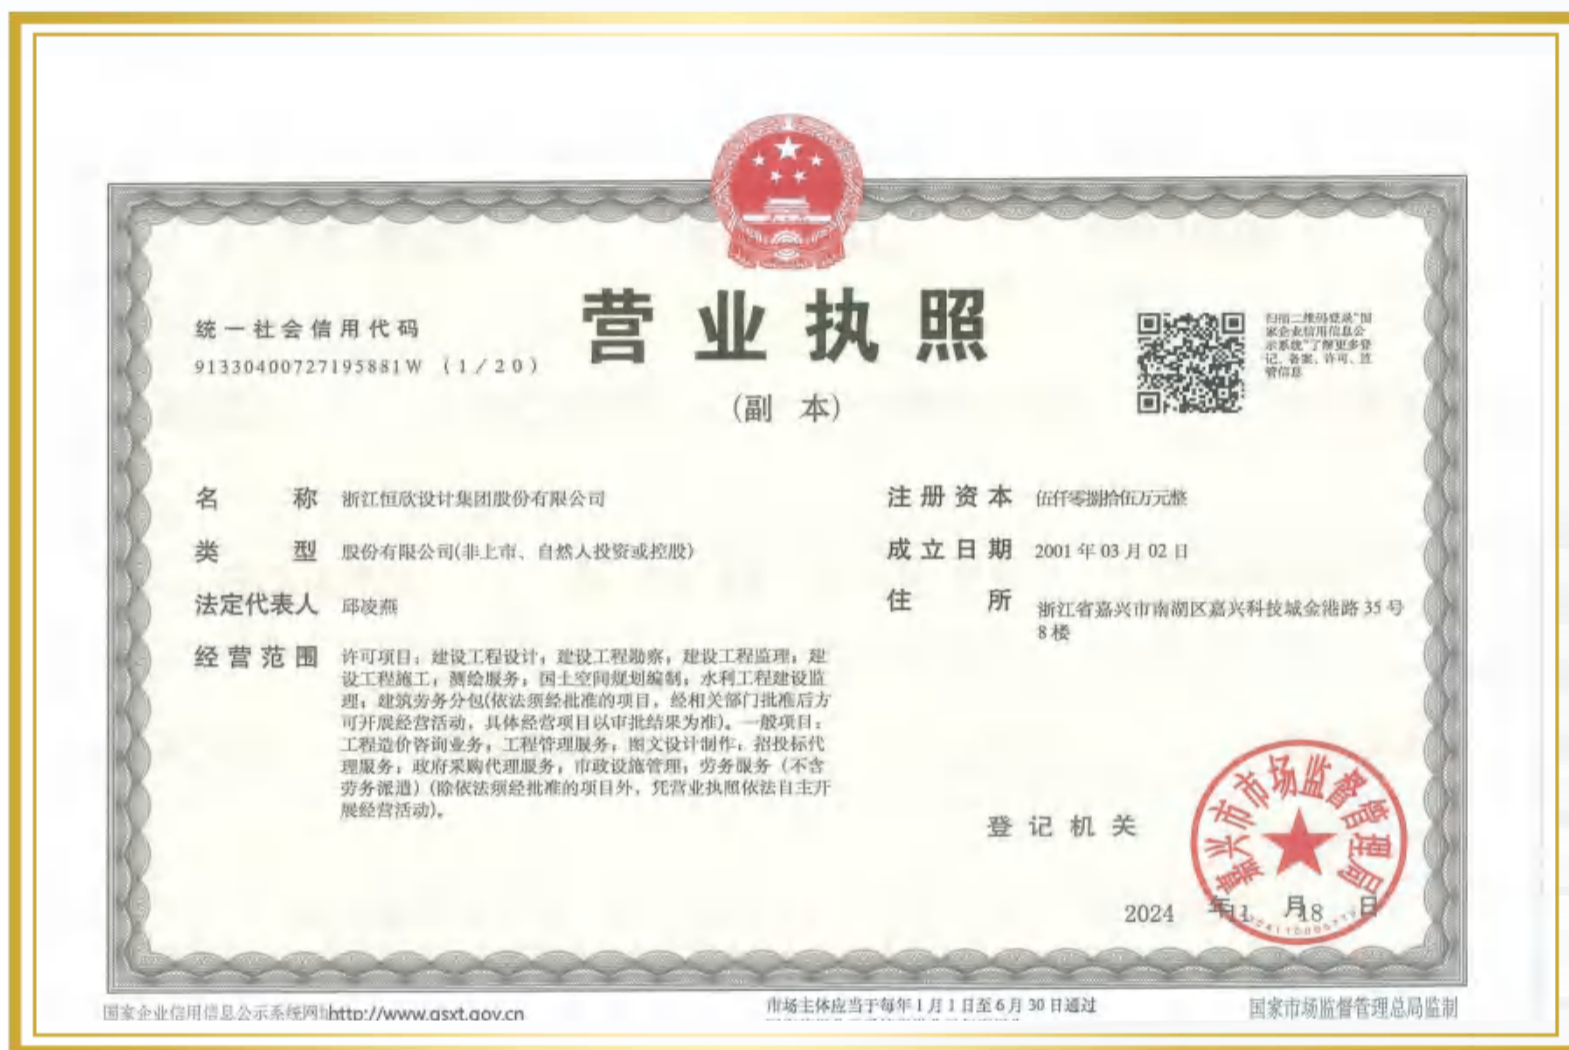 营业执照
(副 本)
统一社会信用代码
91330400727195881W (1/20)
扫描二维码登录“国
家企业信用信息公
示系统”了解更多登
记、备案、许可、监
管信息
名 称 浙江恒欣设计集团股份有限公司
类 型 股份有限公司(非上市、自然人投资或控股)
法定代表人 邱凌燕
经营范围 许可项目：建设工程设计；建设工程勘察；建设工程监理；建
设工程施工；测绘服务；国土空间规划编制；水利工程建设监
理；建筑劳务分包(依法须经批准的项目，经相关部门批准后方
可开展经营活动，具体经营项目以审批结果为准)。一般项目：
工程造价咨询业务；工程管理服务；图文设计制作；招投标代
理服务；政府采购代理服务；市政设施管理；劳务服务（不含
劳务派遣）(除依法须经批准的项目外，凭营业执照依法自主开
展经营活动)。
注册资本 伍仟零捌拾伍万元整
成立日期 2001 年 03 月 02 日
住 所 浙江省嘉兴市南湖区嘉兴科技城金港路 35 号
8 楼
登记机关
嘉兴市市场监督管理局
2024 年 11 月 18 日
国家企业信用信息公示系统网址http://www.gsxt.gov.cn
市场主体应当于每年 1 月 1 日至 6 月 30 日通过
国家市场监督管理总局监制